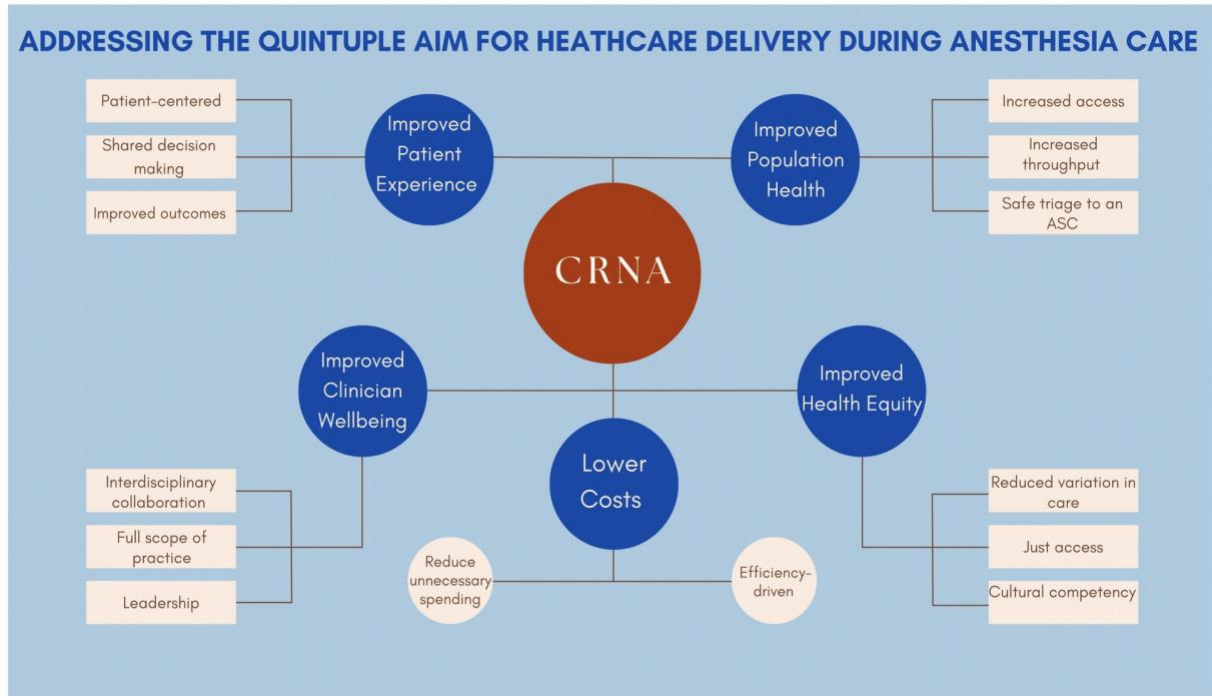 ADDRESSING THE QUINTUPLE AIM FOR HEATHCARE DELIVERY DURING ANESTHESIA CARE
Patient-centered
Shared decision
making
Improved outcomes
Improved
Patient
Experience
Improved
Population
Health
Increased access
Increased
throughput
Safe triage to an
ASC
CRNA
Improved
Clinician
Wellbeing
Interdisciplinary
collaboration
Full scope of
practice
Leadership
Lower
Costs
Reduce
unnecessary
spending
Efficiency-
driven
Improved
Health Equity
Reduced variation in
care
Just access
Cultural competency